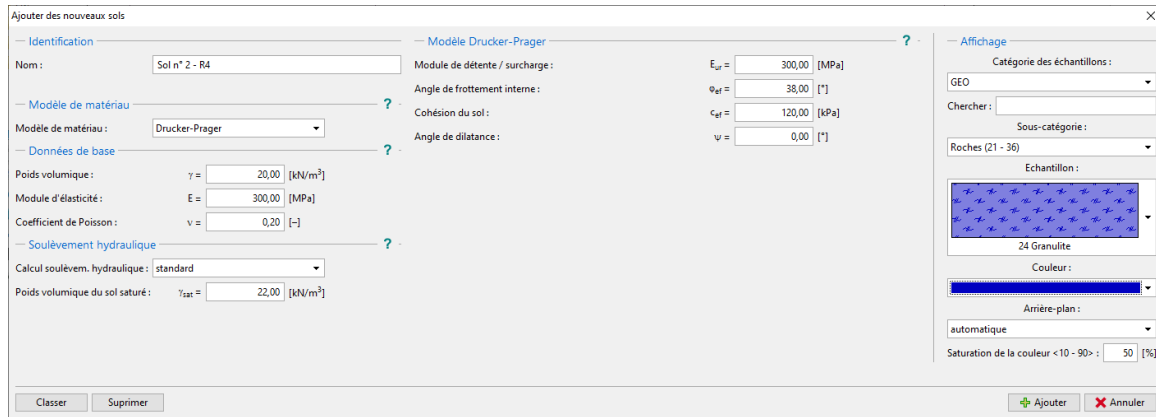 Ajouter des nouveaux sols
Identification
Nom :
Sol n° 2 - R4
Modèle de matériau
?
Modèle de matériau :
Drucker-Prager
Données de base
?
Poids volumique :
γ =
20,00
[kN/m³]
Module d'élasticité :
E =
300,00
[MPa]
Coefficient de Poisson :
ν =
0,20
[–]
Soulèvement hydraulique
?
Calcul soulèvem. hydraulique :
standard
Poids volumique du sol saturé :
γsat =
22,00
[kN/m³]
Modèle Drucker-Prager
?
Module de détente / surcharge :
Eur =
300,00
[MPa]
Angle de frottement interne :
φef =
38,00
[°]
Cohésion du sol :
cef =
120,00
[kPa]
Angle de dilatance :
ψ =
0,00
[°]
Affichage
Catégorie des échantillons :
GEO
Chercher :
Sous-catégorie :
Roches (21 - 36)
Echantillon :
24 Granulite
Couleur :
Arrière-plan :
automatique
Saturation de la couleur <10 - 90> :
50
[%]
Classer
Suprimer
Ajouter
Annuler